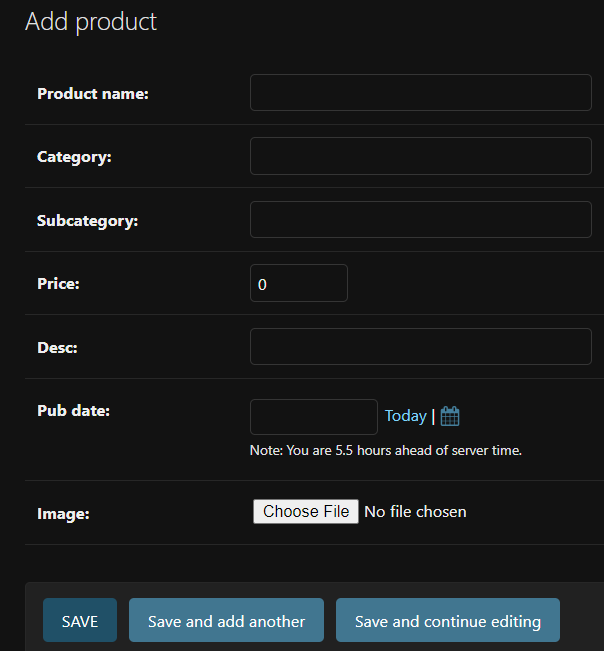 Add product
Product name:
Category:
Subcategory:
Price:
0
Desc:
Pub date:
Today |
Note: You are 5.5 hours ahead of server time.
Image:
Choose File No file chosen
SAVE
Save and add another
Save and continue editing